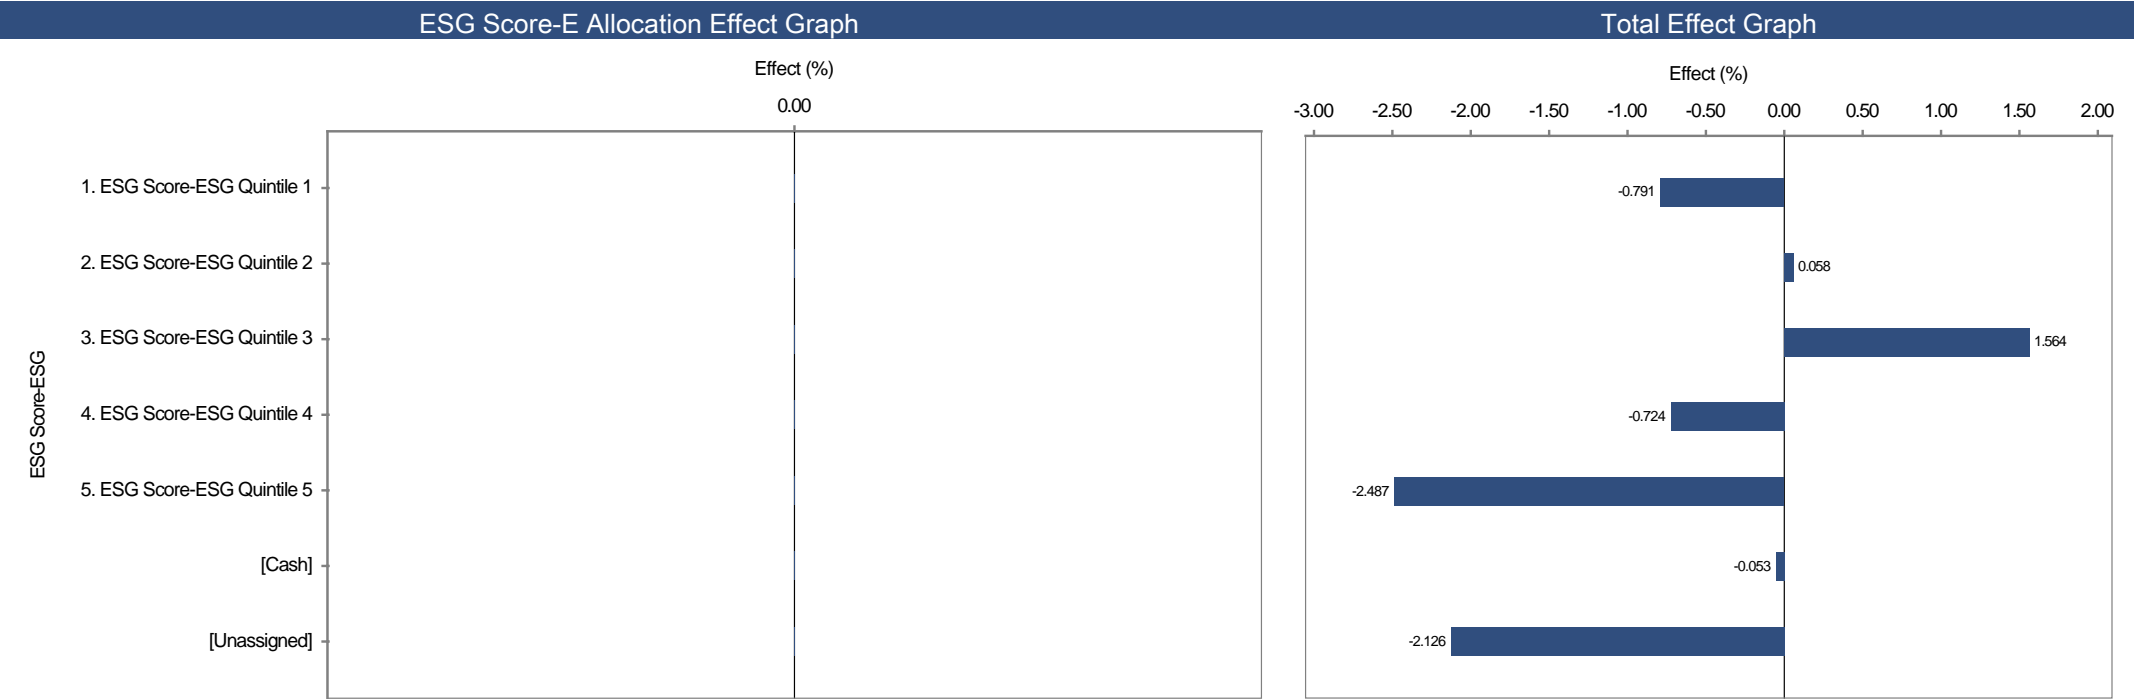 ESG Score-E Allocation Effect Graph
Total Effect Graph
Effect (%)
0.00
ESG Score-ESG
1. ESG Score-ESG Quintile 1
2. ESG Score-ESG Quintile 2
3. ESG Score-ESG Quintile 3
4. ESG Score-ESG Quintile 4
5. ESG Score-ESG Quintile 5
[Cash]
[Unassigned]
Effect (%)
-3.00 -2.50 -2.00 -1.50 -1.00 -0.50 0.00 0.50 1.00 1.50 2.00
-0.791
0.058
1.564
-0.724
-2.487
-0.053
-2.126